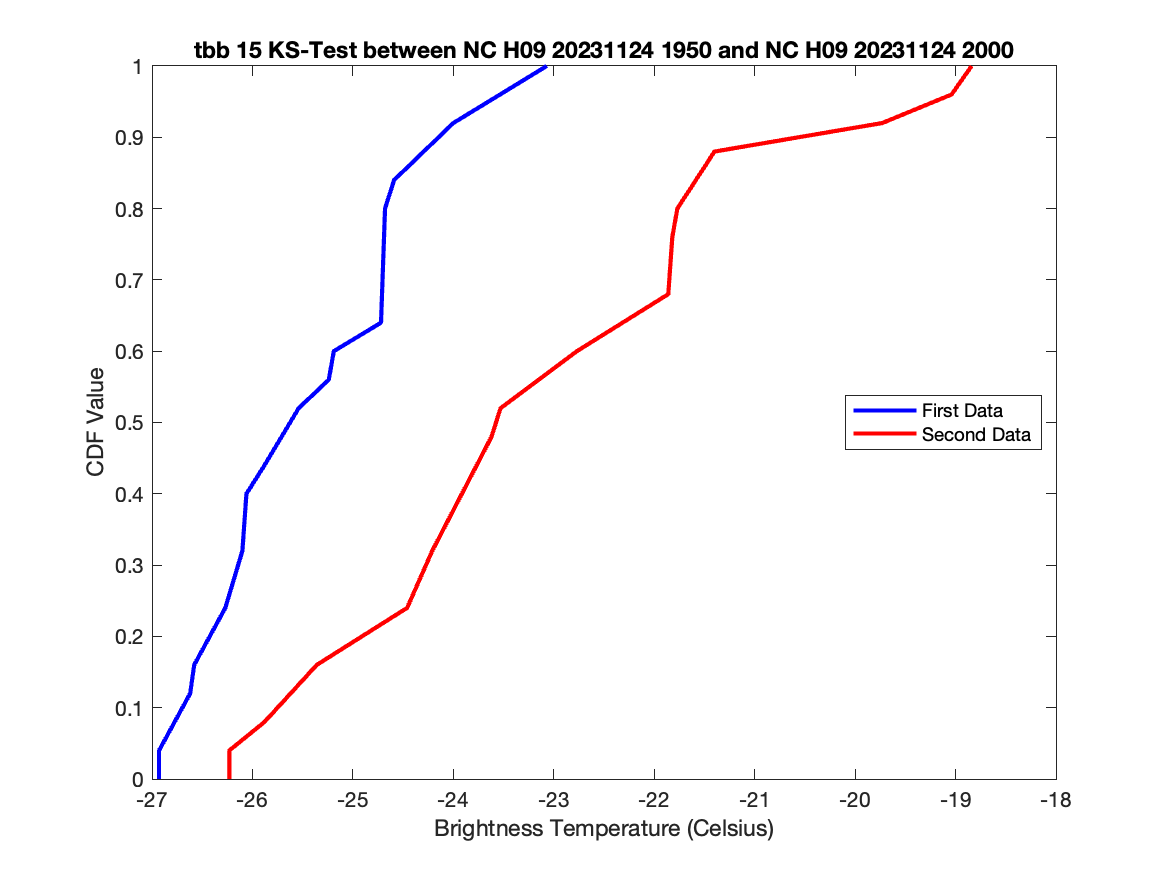 tbb 15 KS-Test between NC H09 20231124 1950 and NC H09 20231124 2000
1
0.9
0.8
0.7
0.6
0.5
0.4
0.3
0.2
0.1
0
CDF Value
First Data
Second Data
-27 -26 -25 -24 -23 -22 -21 -20 -19 -18
Brightness Temperature (Celsius)